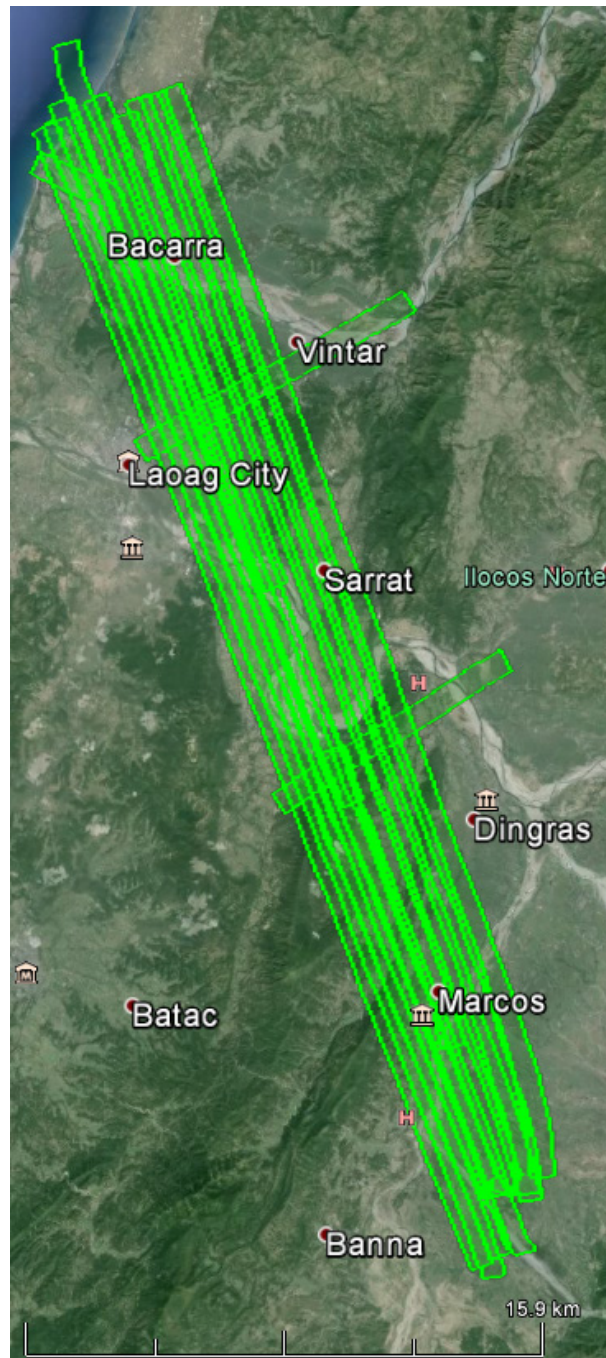 Bacarra
Vintar
Laoag City
Sarrat
Ilocos Norte
H
Dingras
M
Marcos
Batac
H
Banna
15.9 km